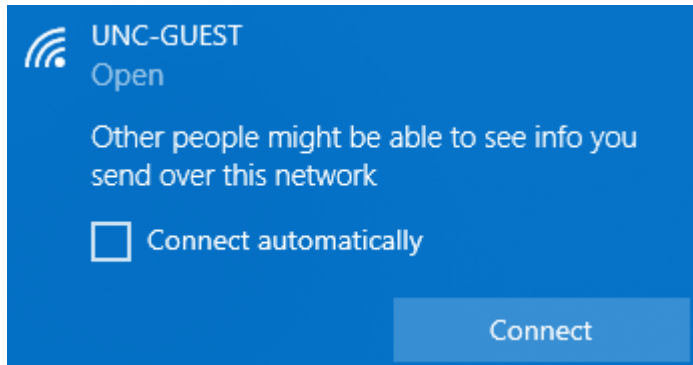 UNC-GUEST
Open
Other people might be able to see info you
send over this network
Connect automatically
Connect